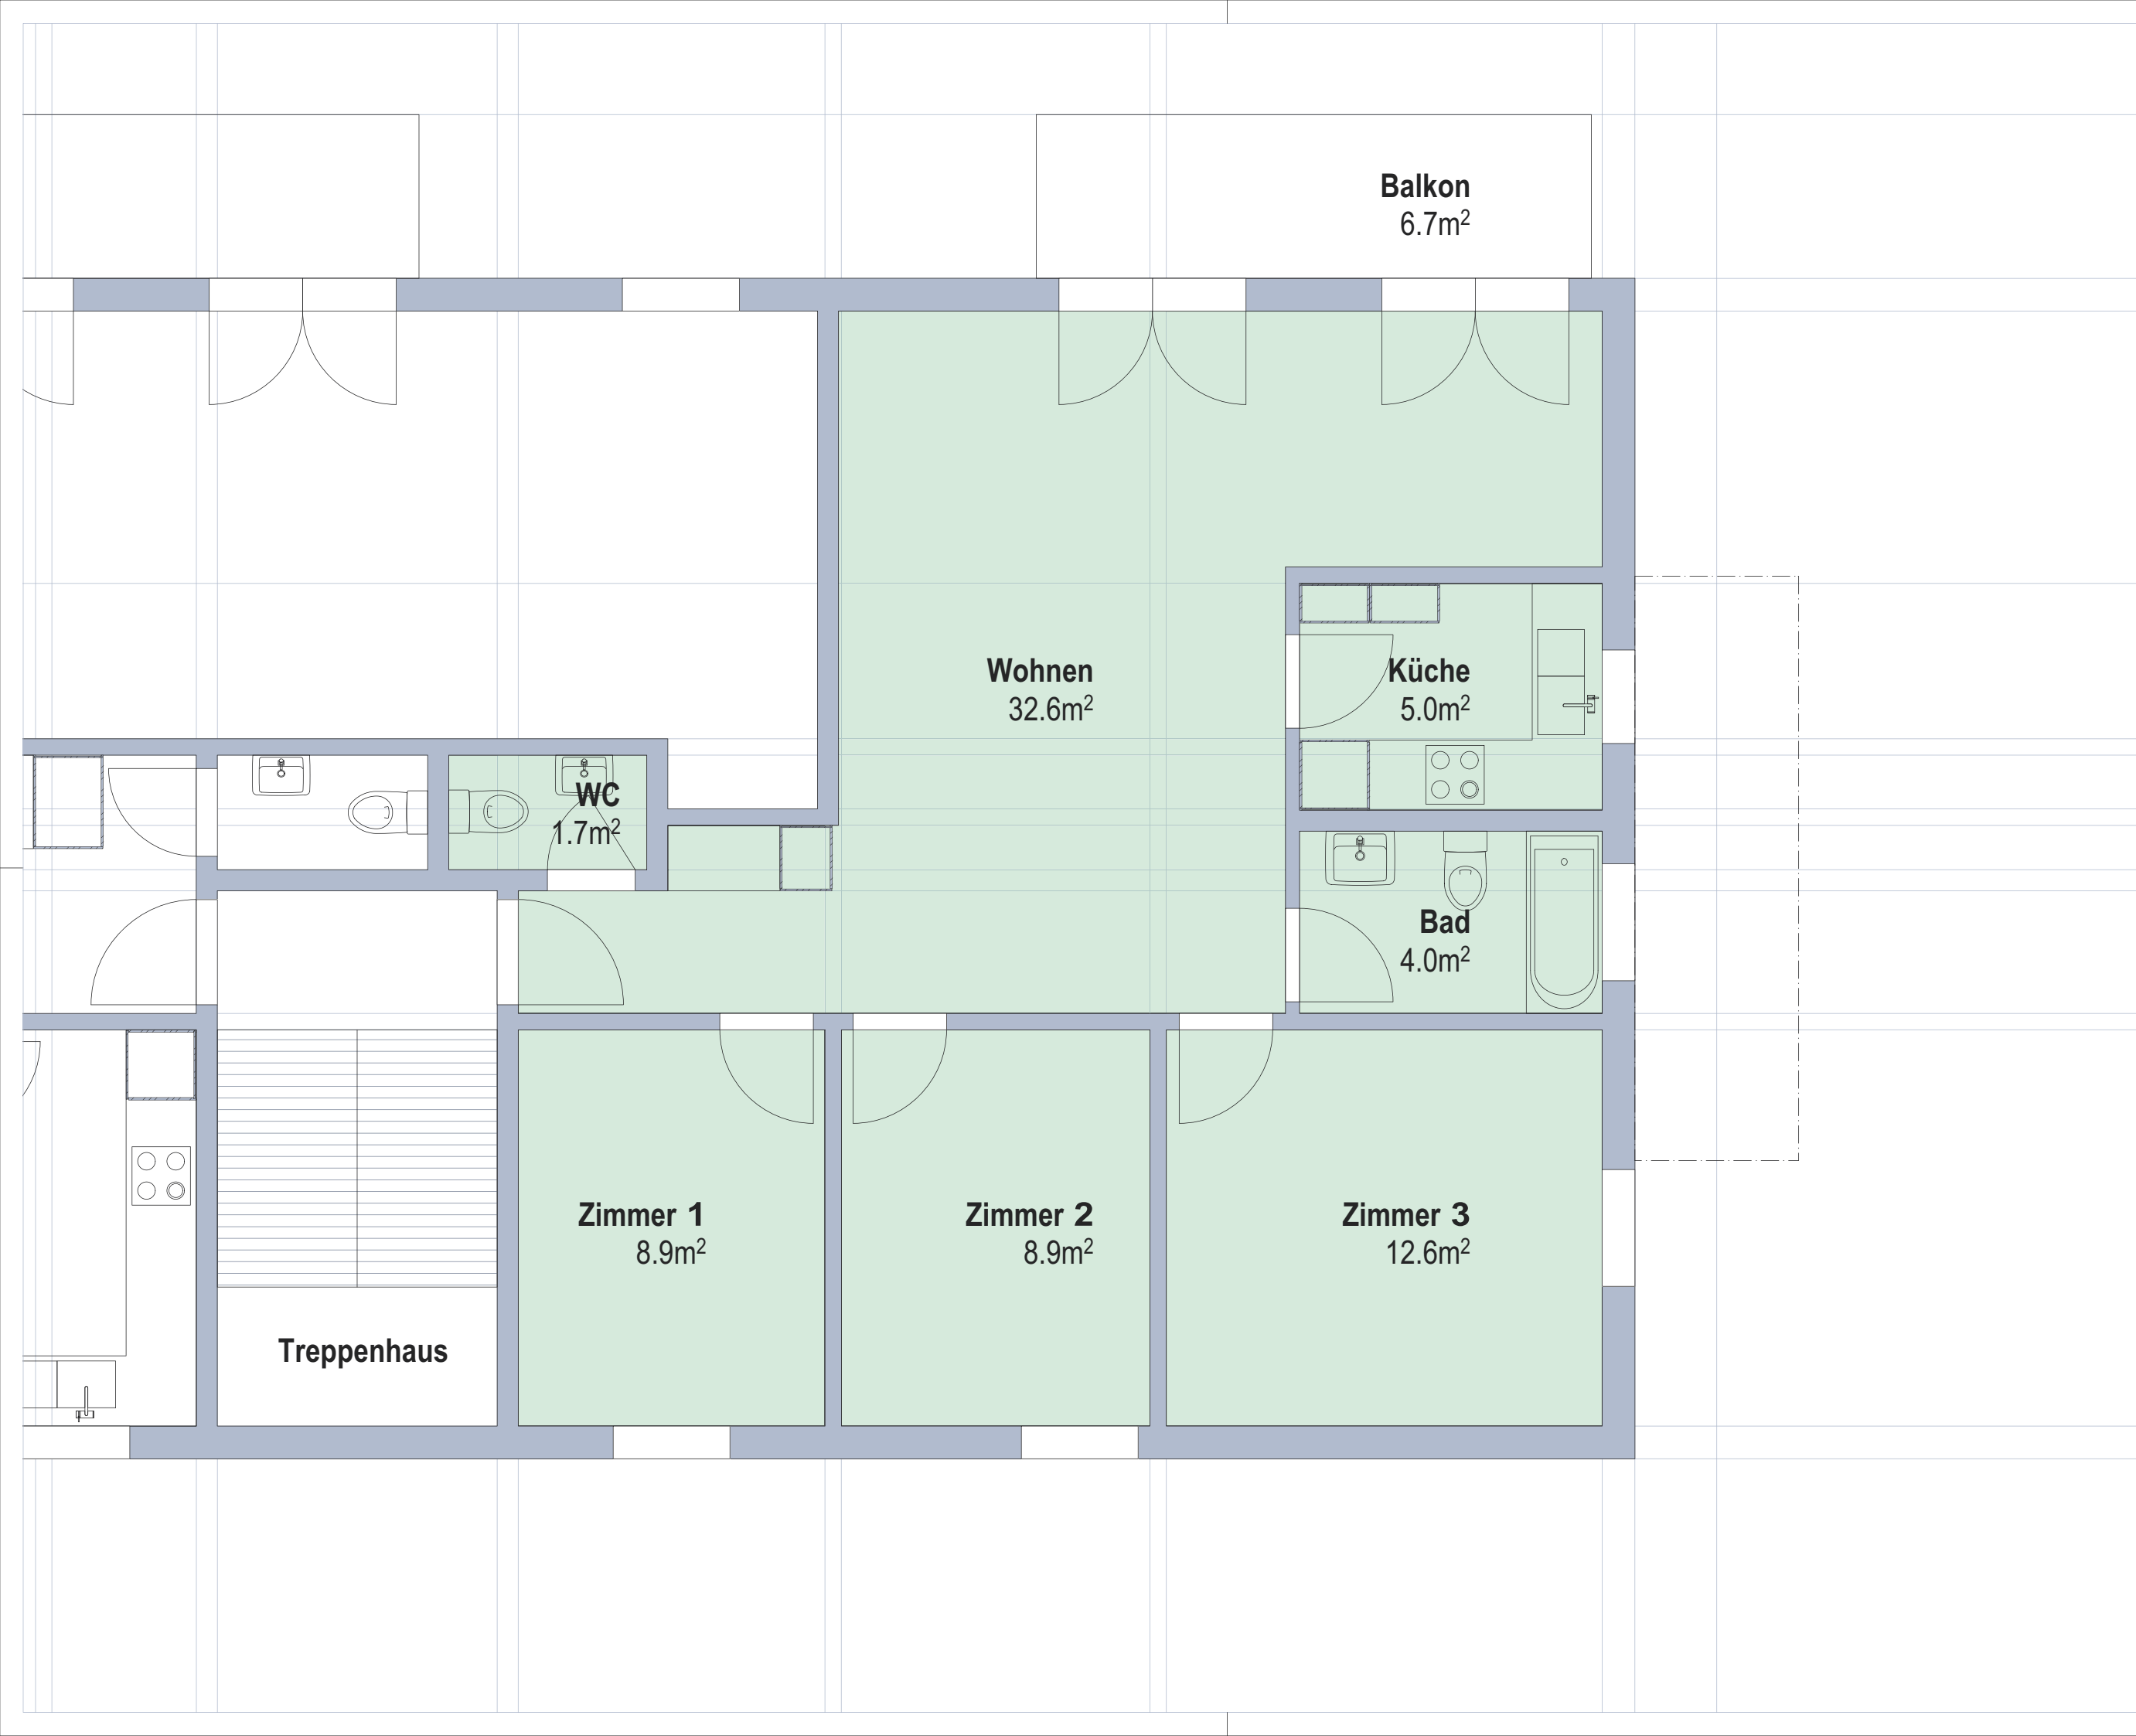 Balkon
6.7m²
Wohnen
32.6m²
Küche
5.0m²
WC
1.7m²
Bad
4.0m²
Zimmer 1
8.9m²
Zimmer 2
8.9m²
Zimmer 3
12.6m²
Treppenhaus